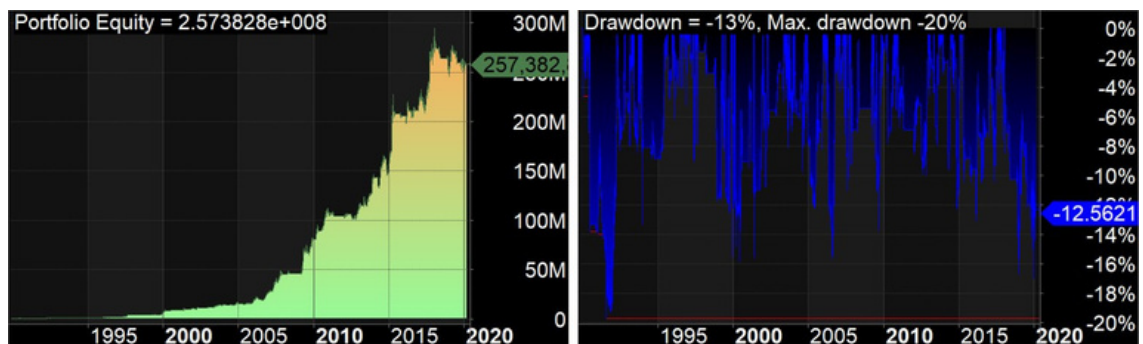 Portfolio Equity = 2.573828e+008
300M
257,382,
200M
150M
100M
50M
0
1995 2000 2005 2010 2015 2020
Drawdown = -13%, Max. drawdown -20%
0%
-2%
-4%
-6%
-8%
-10%
-12.5621
-14%
-16%
-18%
-20%
1995 2000 2005 2010 2015 2020